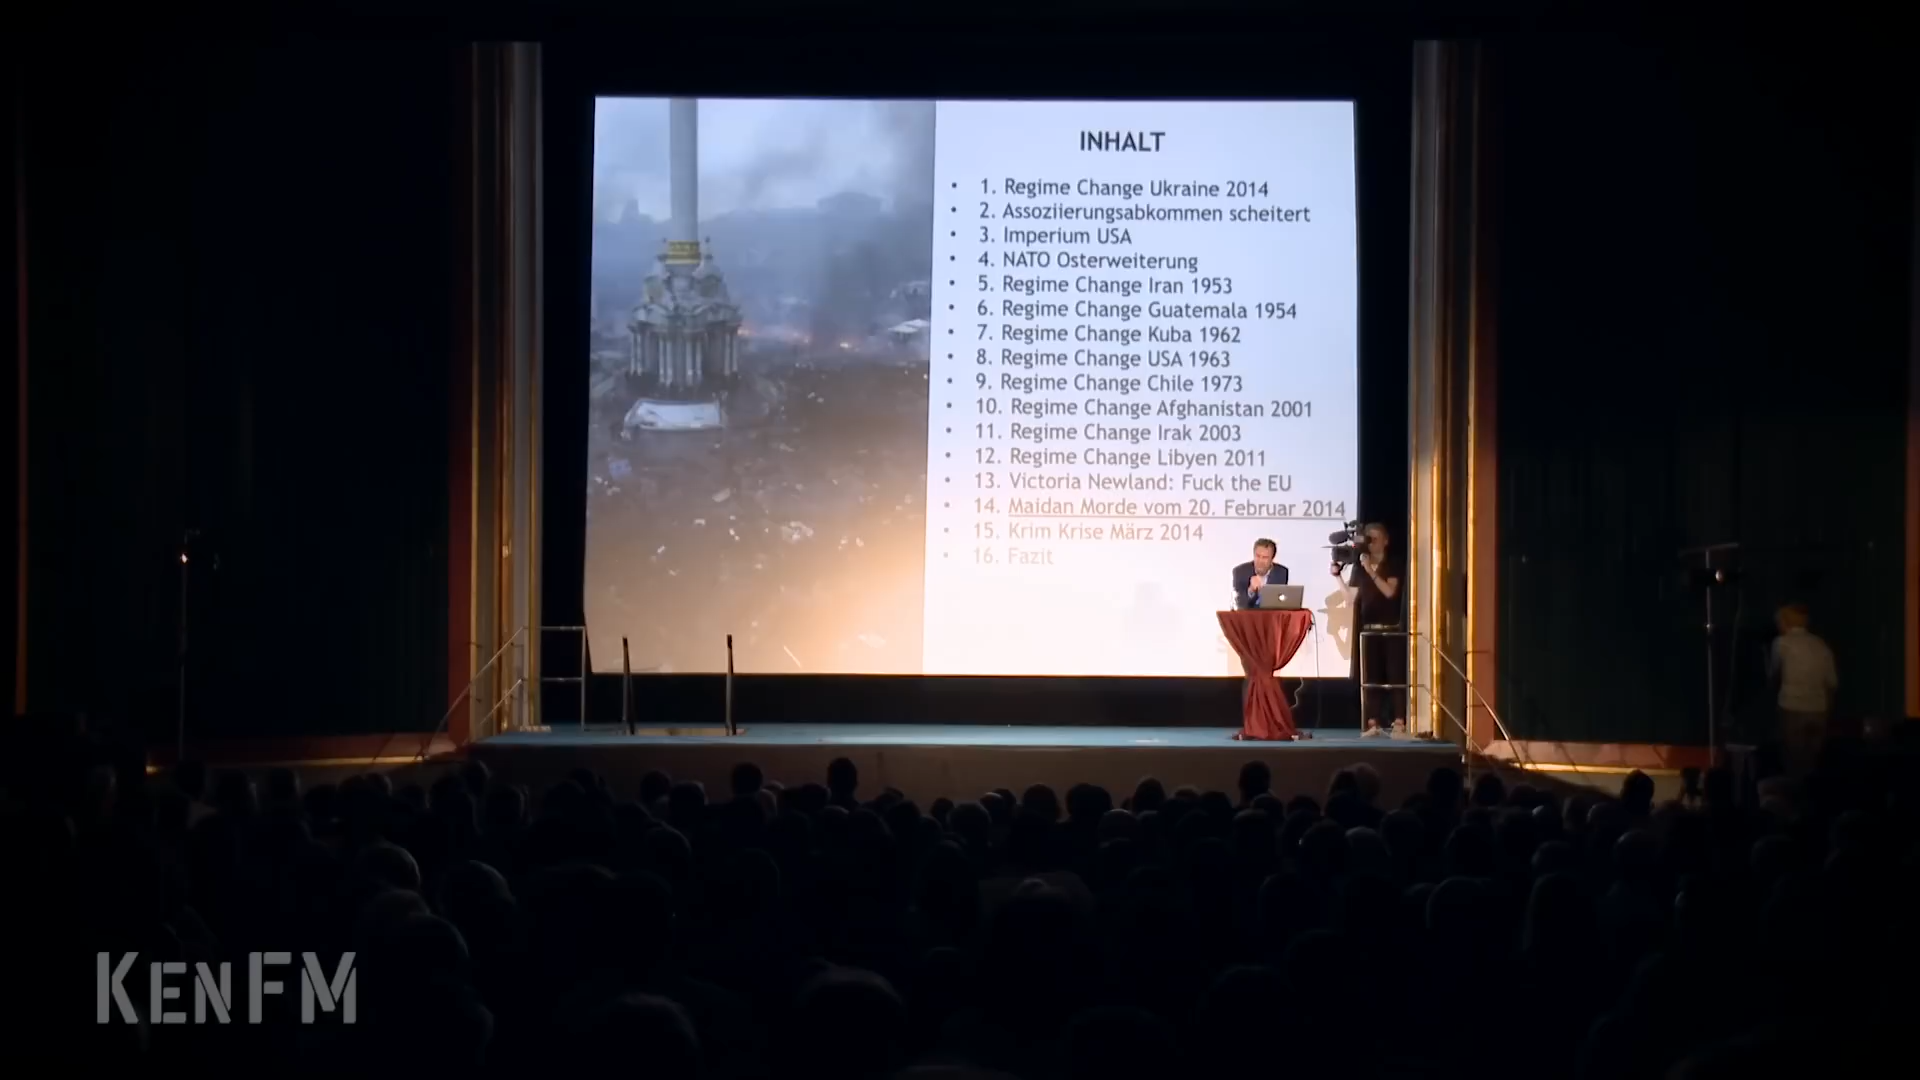 INHALT
• 1. Regime Change Ukraine 2014
• 2. Assoziierungsabkommen scheitert
• 3. Imperium USA
• 4. NATO Osterweiterung
• 5. Regime Change Iran 1953
• 6. Regime Change Guatemala 1954
• 7. Regime Change Kuba 1962
• 8. Regime Change USA 1963
• 9. Regime Change Chile 1973
• 10. Regime Change Afghanistan 2001
• 11. Regime Change Irak 2003
• 12. Regime Change Libyen 2011
• 13. Victoria Newland: Fuck the EU
• 14. Maidan Morde vom 20. Februar 2014
• 15. Krim Krise März 2014
• 16. Fazit
KENFM